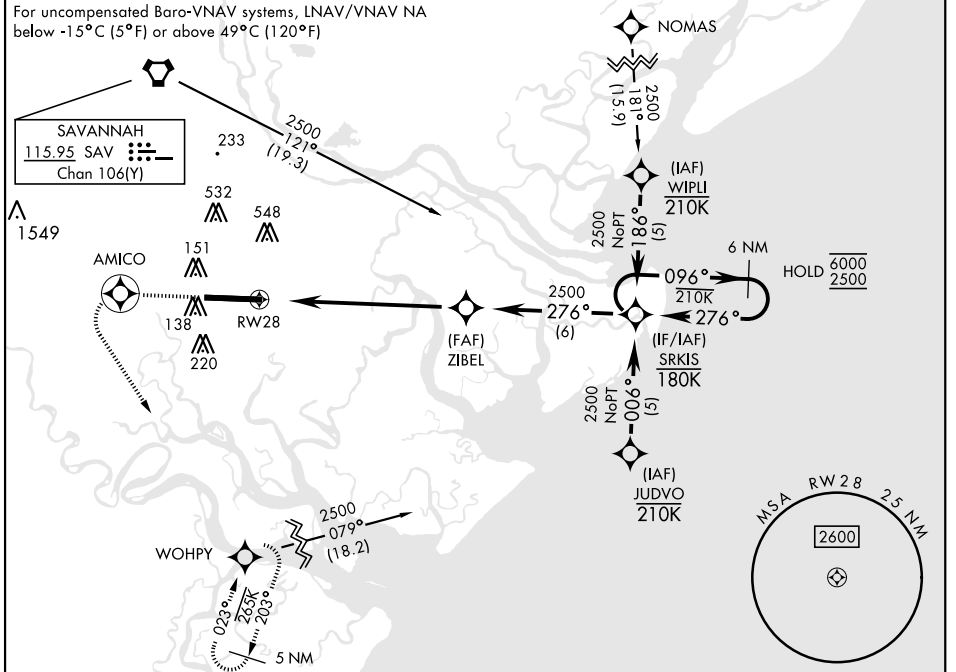 For uncompensated Baro-VNAV systems, LNAV/VNAV NA
below -15°C (5°F) or above 49°C (120°F)
NOMAS
2500
181°
(15.9)
SAVANNAH
115.95 SAV
Chan 106(Y)
2500
121°
(19.3)
233
(IAF)
WIPLI
210K
1549
532
548
2500
NoPT
186°
(5)
6 NM
HOLD 6000
2500
AMICO
151
096°
210K
276°
138
RW28
220
2500
276°
(6)
(FAF)
ZIBEL
(IF/IAF)
SRKIS
180K
2500
NoPT
006°
(5)
(IAF)
JUDVO
210K
MSA RW28 25 NM
2600
2500
079°
(18.2)
WOHPY
023°
265K
203°
5 NM